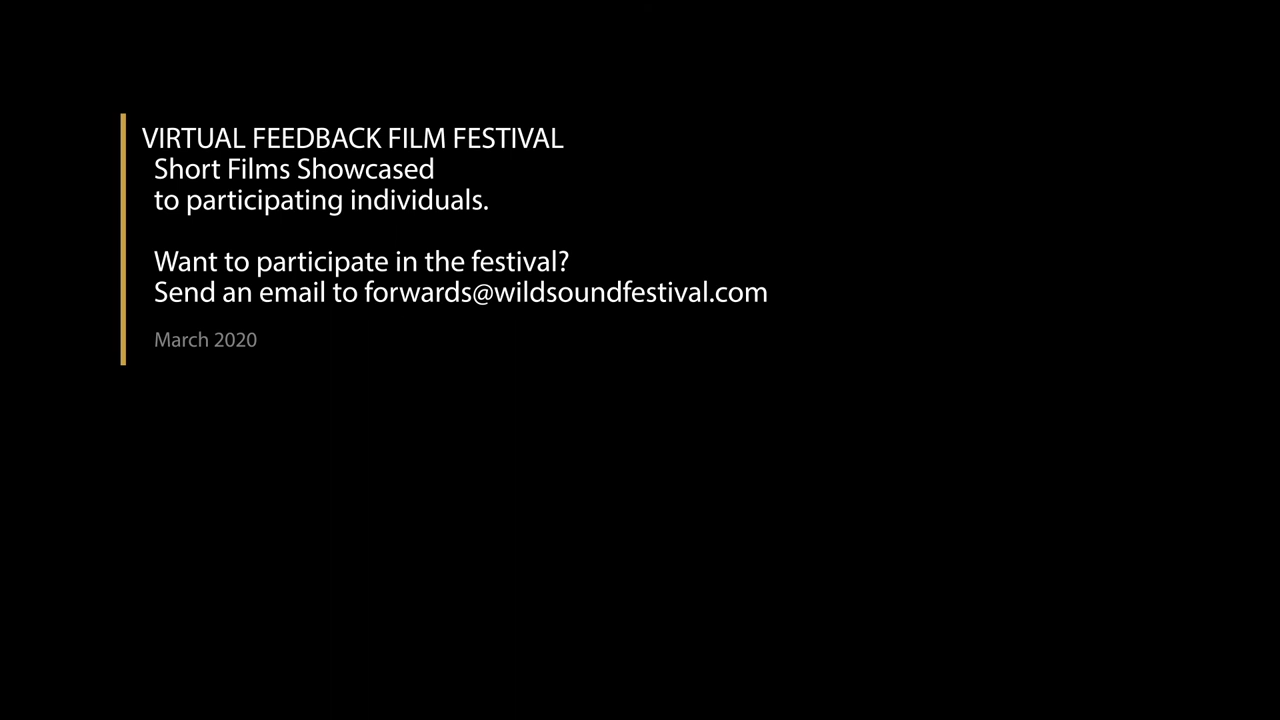 VIRTUAL FEEDBACK FILM FESTIVAL
Short Films Showcased
to participating individuals.
Want to participate in the festival?
Send an email to forwards@wildsoundfestival.com
March 2020